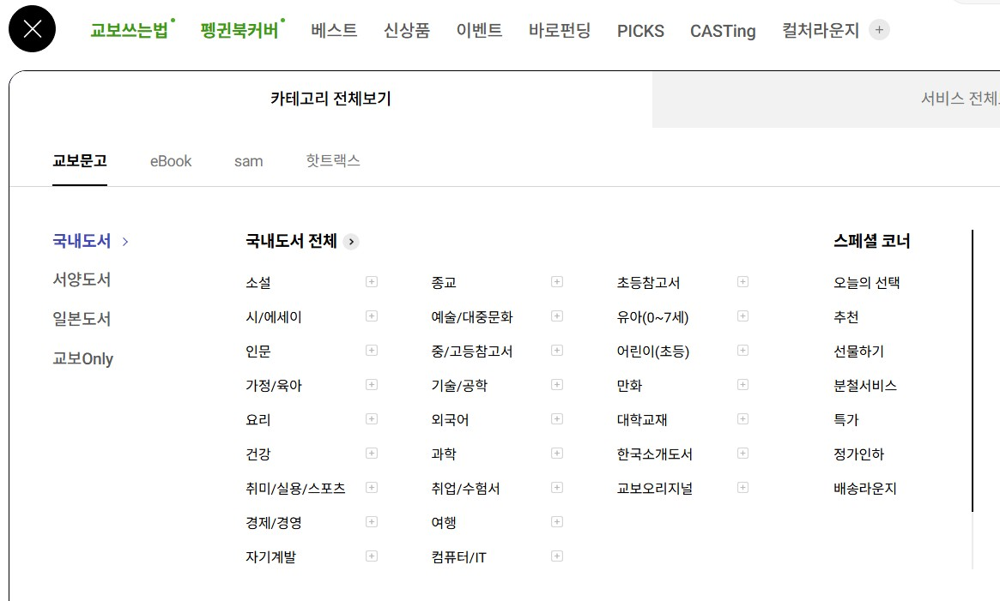 교보쓰는법 펭귄북커버 베스트 신상품 이벤트 바로펀딩 PICKS CASTing 컬처라운지
카테고리 전체보기
서비스 전체
교보문고 eBook sam 핫트랙스
국내도서
서양도서
일본도서
교보Only
국내도서 전체
소설
시/에세이
인문
가정/육아
요리
건강
취미/실용/스포츠
경제/경영
자기계발
종교
예술/대중문화
중/고등참고서
기술/공학
외국어
과학
취업/수험서
여행
컴퓨터/IT
초등참고서
유아(0~7세)
어린이(초등)
만화
대학교재
한국소개도서
교보오리지널
스페셜 코너
오늘의 선택
추천
선물하기
분철서비스
특가
정가인하
배송라운지